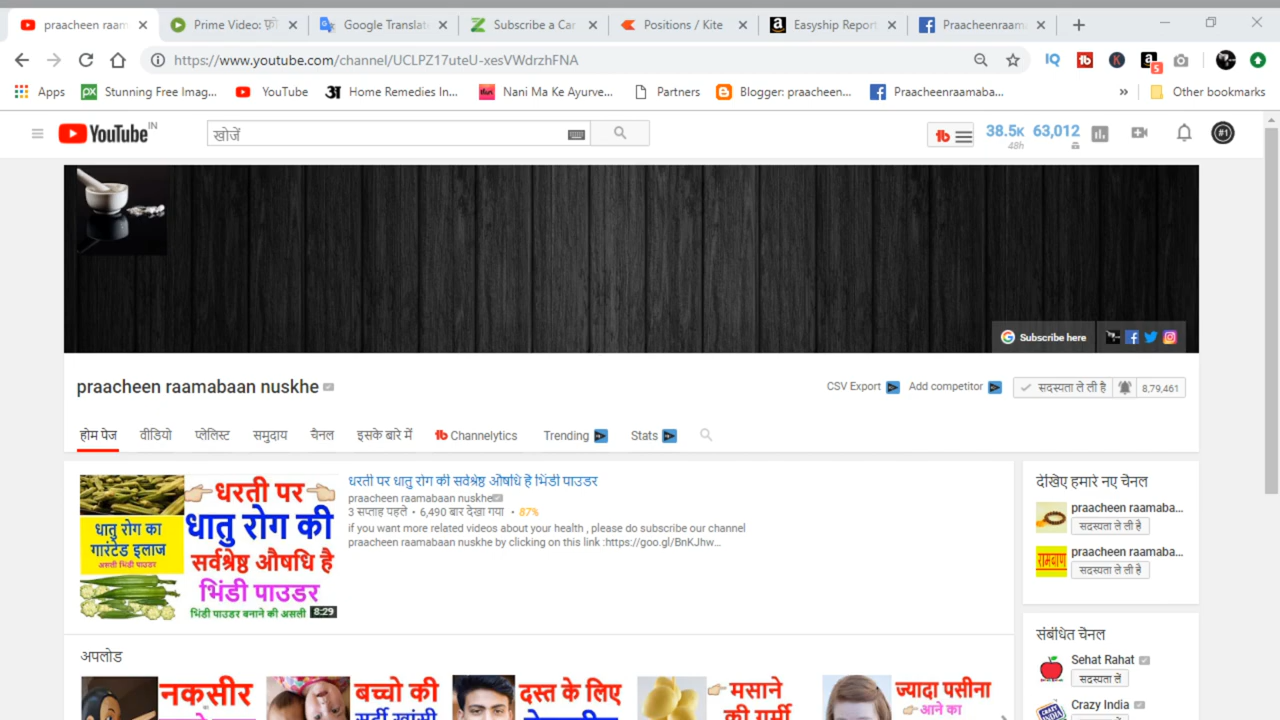 praacheen raam
Prime Video:
Google Translat
Subscribe a Car
Positions / Kite
Easyship Report
Praacheenraam
https://www.youtube.com/channel/UCLPZ17uteU-xesVWdrzhFNA
Apps
Stunning Free Imag...
YouTube
Home Remedies In...
Nani Ma Ke Ayurve...
Partners
Blogger: praacheen...
Praacheenraamaba...
Other bookmarks
YouTube IN
खोजें
38.5K 63,012
48h
#1
Subscribe here
praacheen raamabaan nuskhe
CSV Export
Add competitor
सदस्यता ले ली है
8,79,461
होम पेज
वीडियो
प्लेलिस्ट
समुदाय
चैनल
इसके बारे में
Channelytics
Trending
Stats
धरती पर
धातु रोग की
सर्वश्रेष्ठ औषधि है
भिंडी पाउडर
भिंडी पाउडर बनाने की असली
8:29
धातु रोग का
गारंटेड इलाज
असली भिंडी पाउडर
धरती पर धातु रोग की सर्वश्रेष्ठ औषधि है भिंडी पाउडर
praacheen raamabaan nuskhe
3 सप्ताह पहले • 6,490 बार देखा गया • 87%
if you want more related videos about your health , please do subscribe our channel
praacheen raamabaan nuskhe by clicking on this link :https://goo.gl/BnKJhw...
देखिए हमारे नए चैनल
praacheen raamaba...
सदस्यता ले ली है
रामबाण
praacheen raamaba...
सदस्यता ले ली है
संबंधित चैनल
Sehat Rahat
सदस्यता लें
Crazy India
CRAZY
INDIA
अपलोड
नकसीर
बच्चो की
सर्दी खांसी
दस्त के लिए
मसाने
की गर्मी
ज्यादा पसीना
आने का